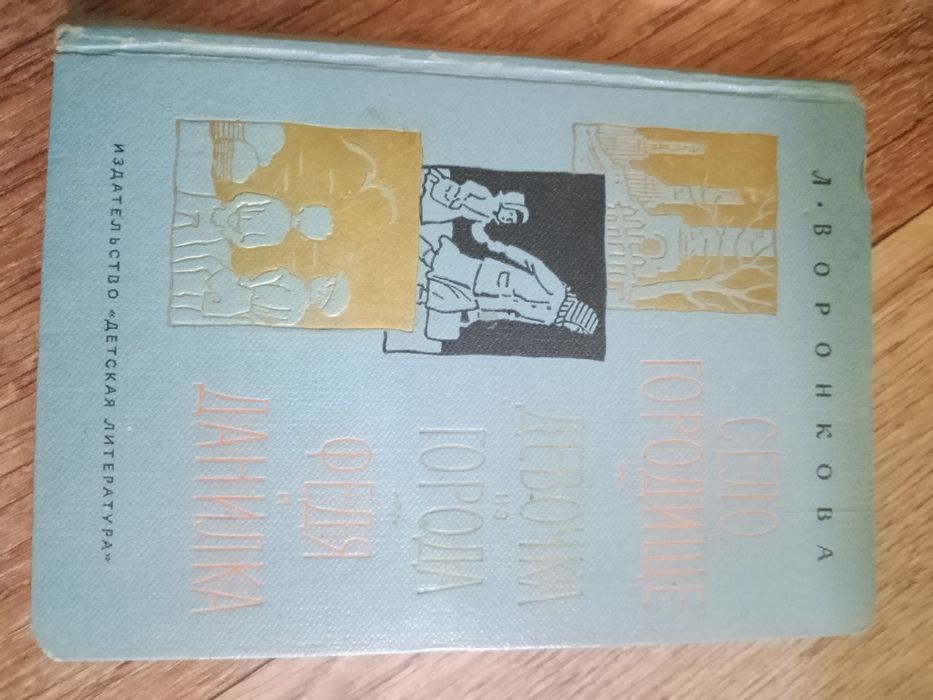 Л. ВОРОНКОВА
СЕЛО
ГОРОДИЩЕ
ДЕВОЧКА
ИЗ
ГОРОДА
ФЕДЯ
И
ДАНИЛКА
ИЗДАТЕЛЬСТВО «ДЕТСКАЯ ЛИТЕРАТУРА»